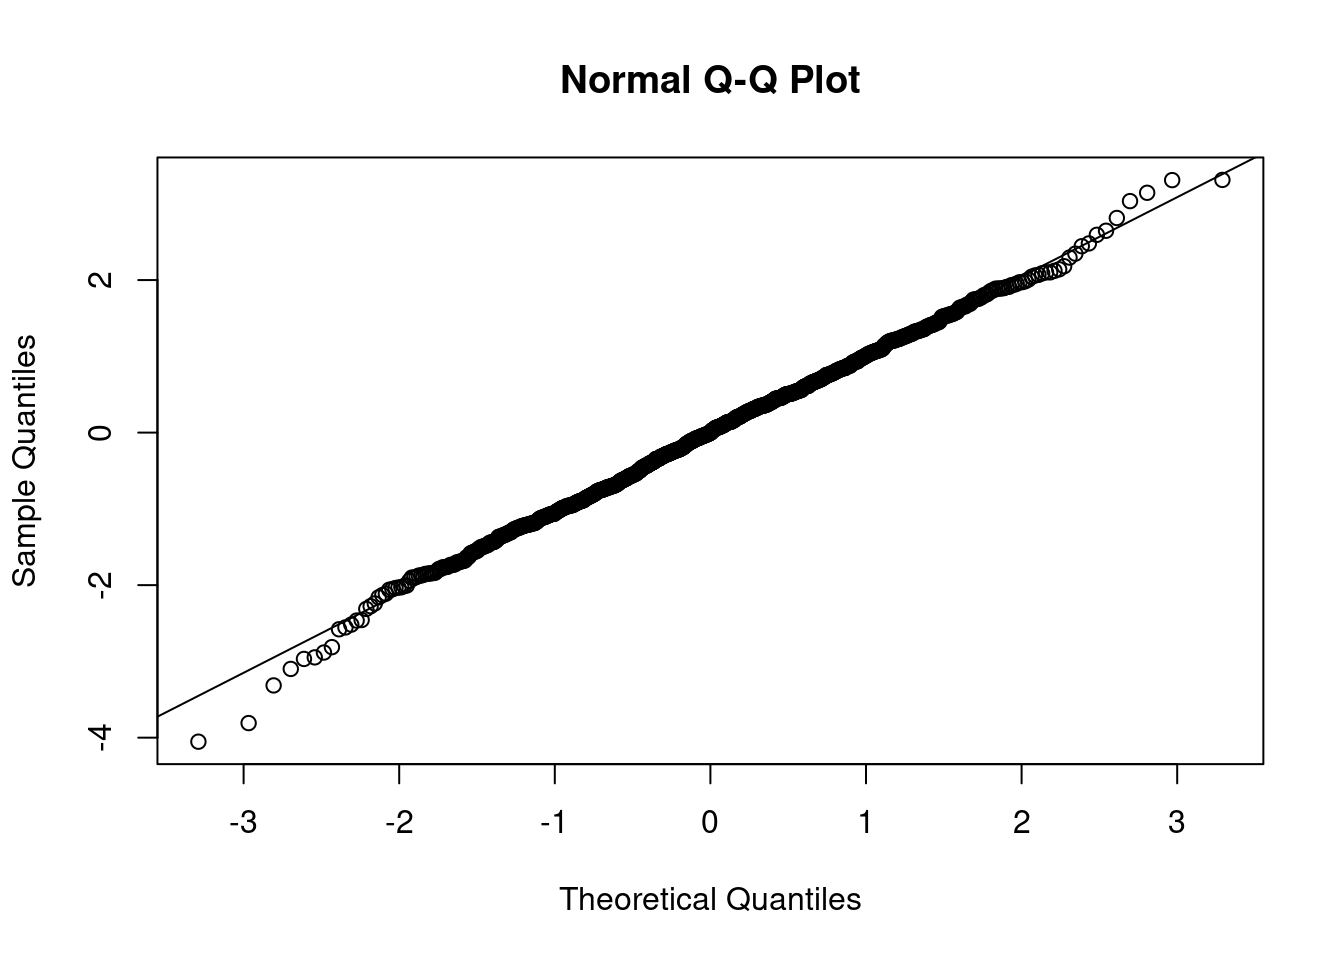 Normal Q-Q Plot
Sample Quantiles
2
0
-2
-4
-3 -2 -1 0 1 2 3
Theoretical Quantiles